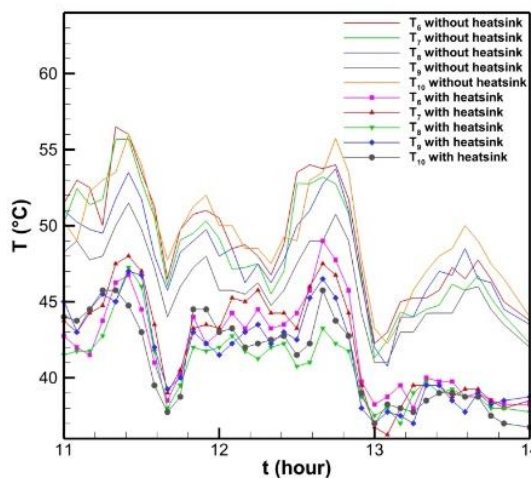 T6 without heatsink
T7 without heatsink
T8 without heatsink
T9 without heatsink
T10 without heatsink
T6 with heatsink
T7 with heatsink
T8 with heatsink
T9 with heatsink
T10 with heatsink
60
55
50
45
40
T (°C)
11
12
13
14
t (hour)